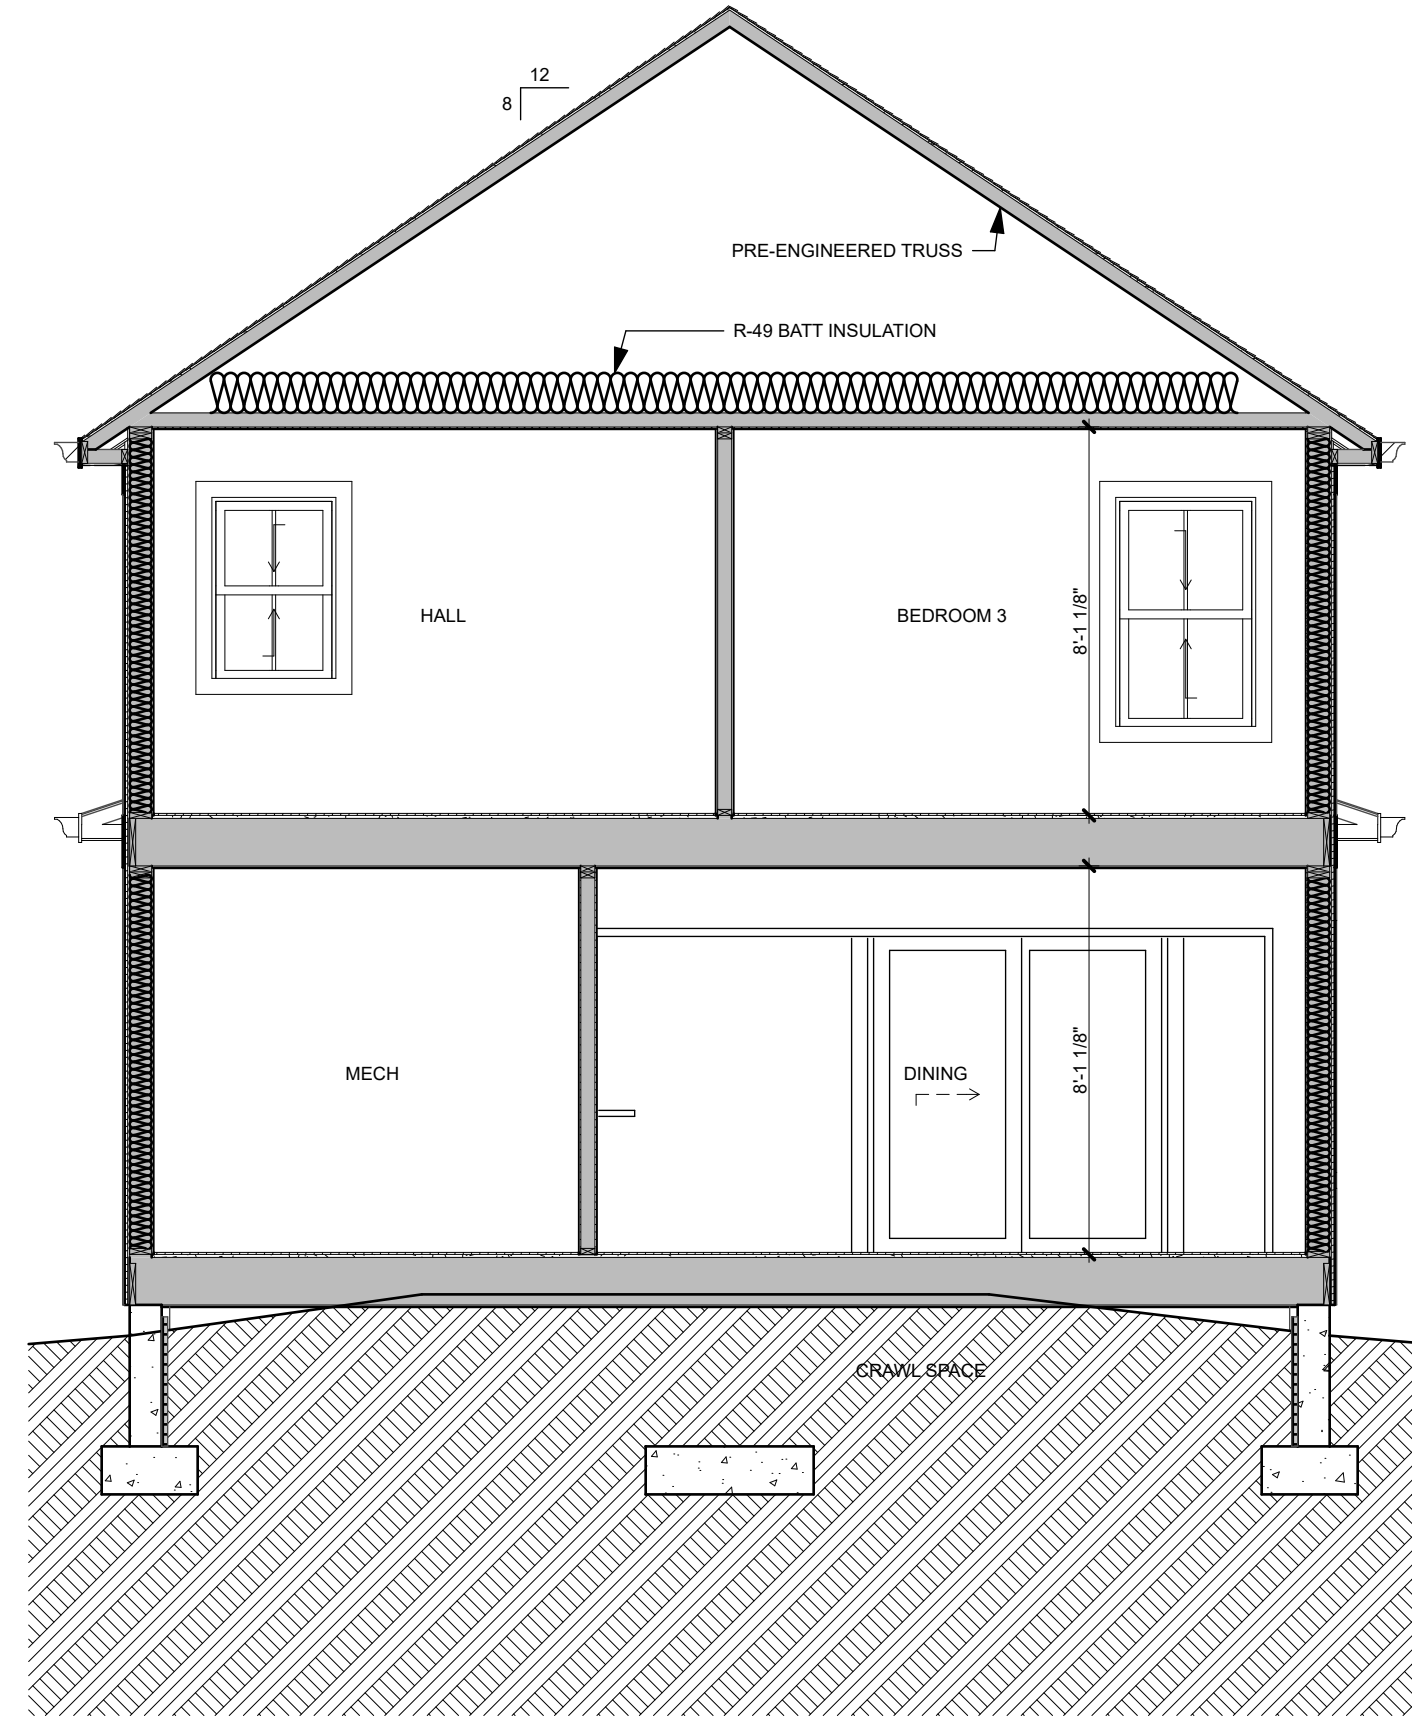 12
8
PRE-ENGINEERED TRUSS
R-49 BATT INSULATION
HALL
BEDROOM 3
8'-1 1/8"
MECH
DINING
8'-1 1/8"
CRAWL SPACE